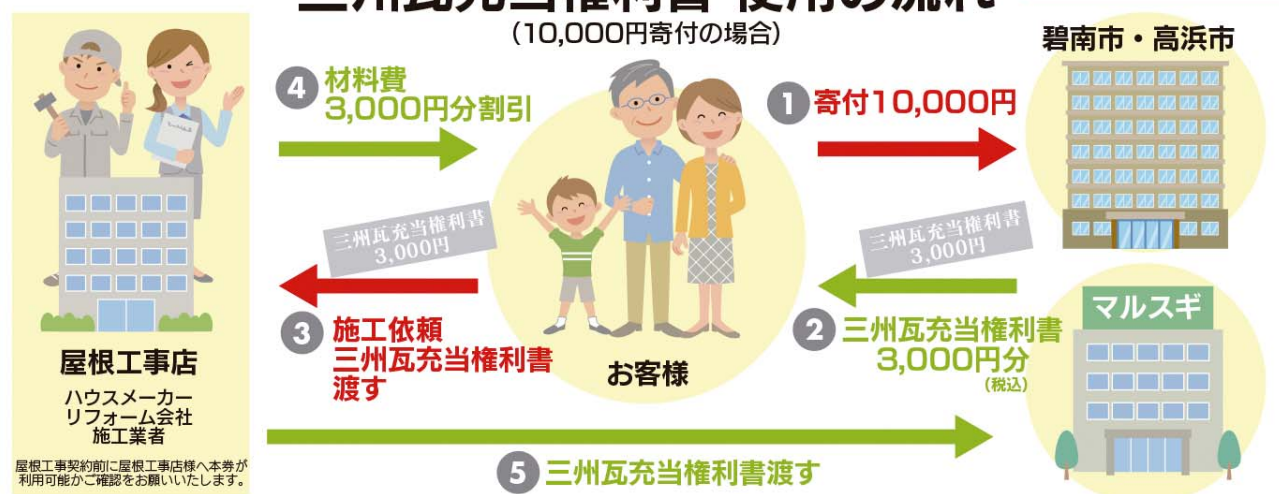 三州瓦充当権利書 使用の流れ
(10,000円寄付の場合)
碧南市・高浜市
4 材料費
3,000円分割引
1 寄付10,000円
三州瓦充当権利書
3,000円
三州瓦充当権利書
3,000円
マルスギ
3 施工依頼
三州瓦充当権利書
渡す
2 三州瓦充当権利書
3,000円分
(税込)
お客様
屋根工事店
ハウスメーカー
リフォーム会社
施工業者
屋根工事契約前に屋根工事店様へ本券が
利用可能かご確認をお願いいたします。
5 三州瓦充当権利書渡す